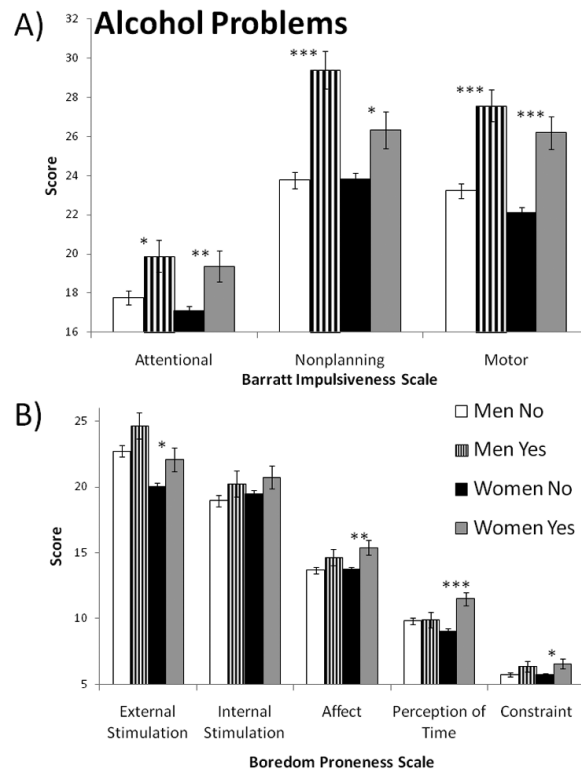 A) Alcohol Problems
32
30
28
26
24
22
20
18
16
Score
*
**
***
*
***
***
Attentional Nonplanning Motor
Barratt Impulsiveness Scale
B)
25
20
15
10
5
Score
*
**
***
*
Men No
Men Yes
Women No
Women Yes
External Stimulation
Internal Stimulation
Affect
Perception of Time
Constraint
Boredom Proneness Scale